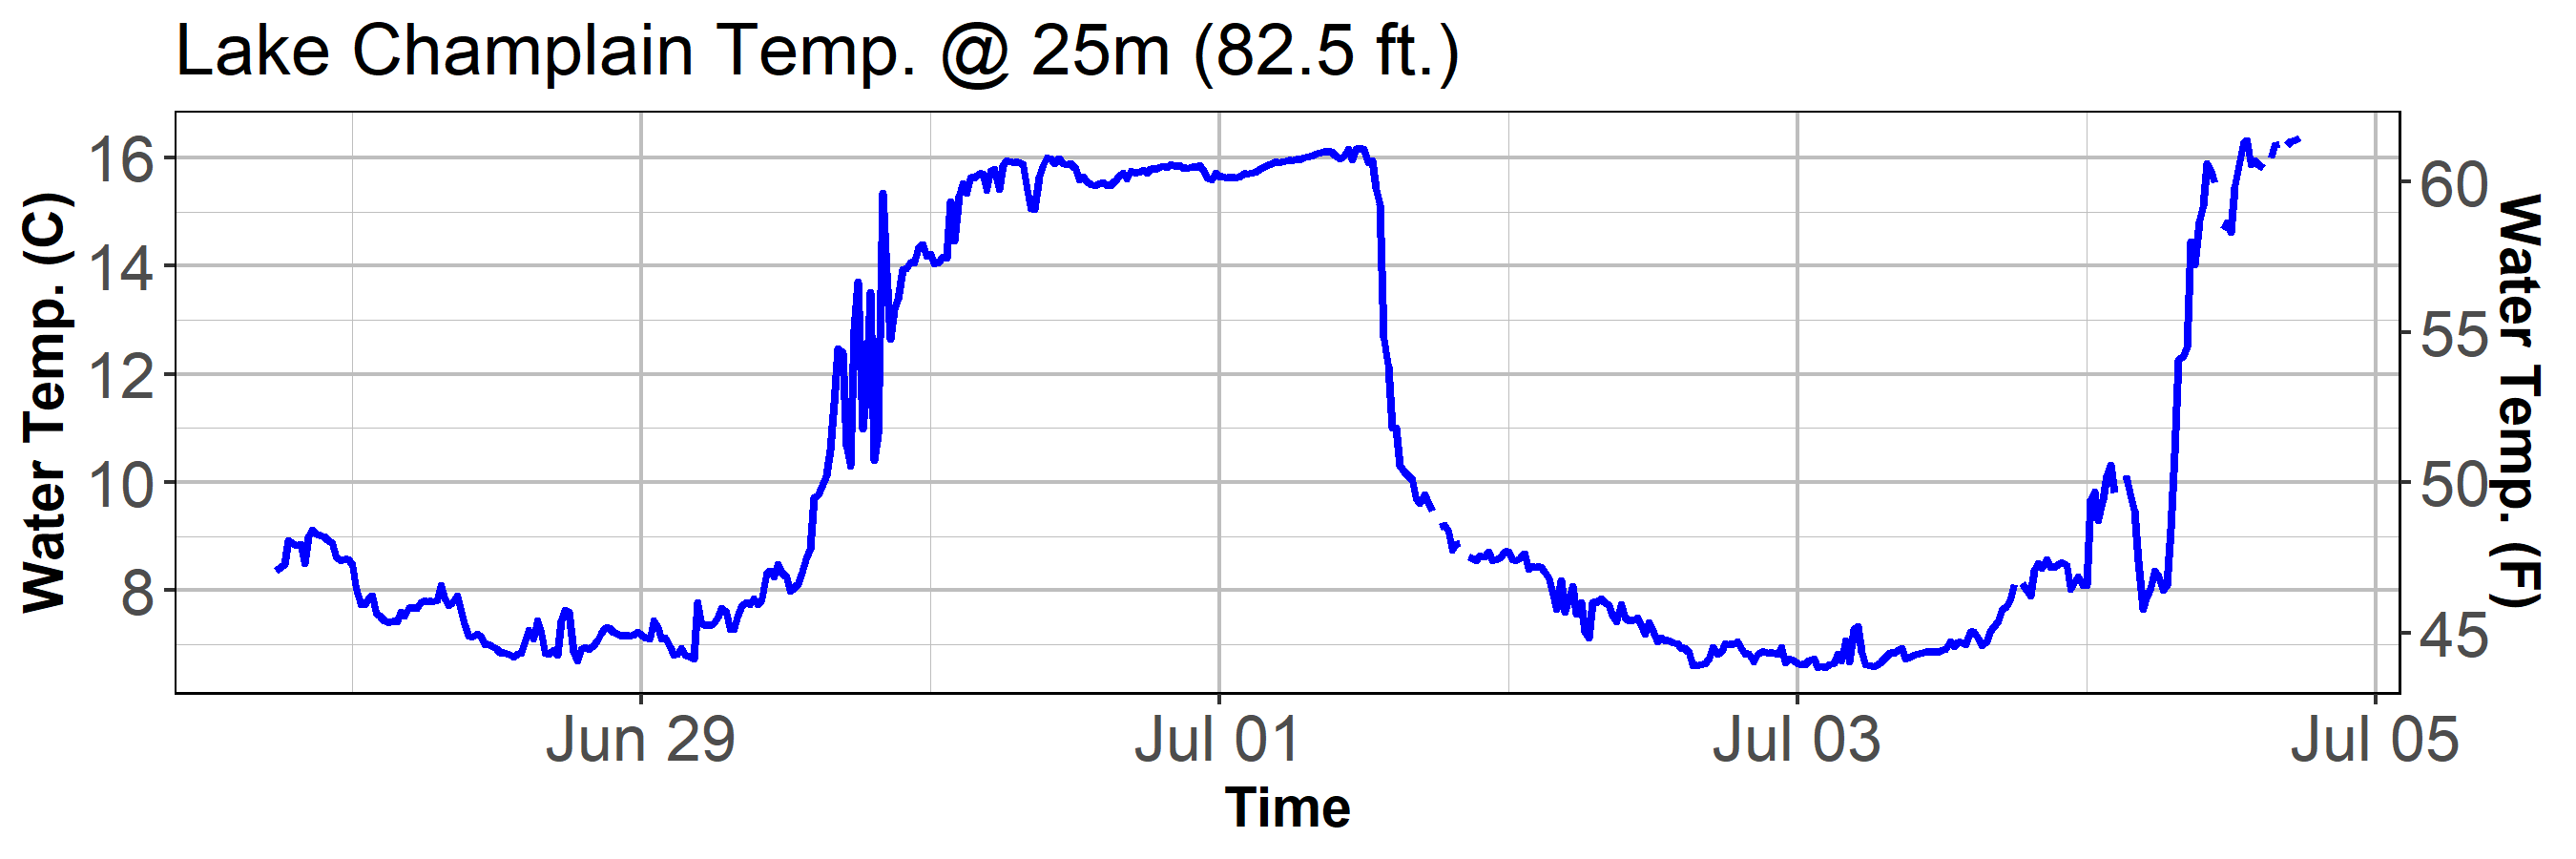 Lake Champlain Temp. @ 25m (82.5 ft.)
Water Temp. (C)
16
14
12
10
8
60
55
50
45
Water Temp. (F)
Jun 29
Jul 01
Jul 03
Jul 05
Time